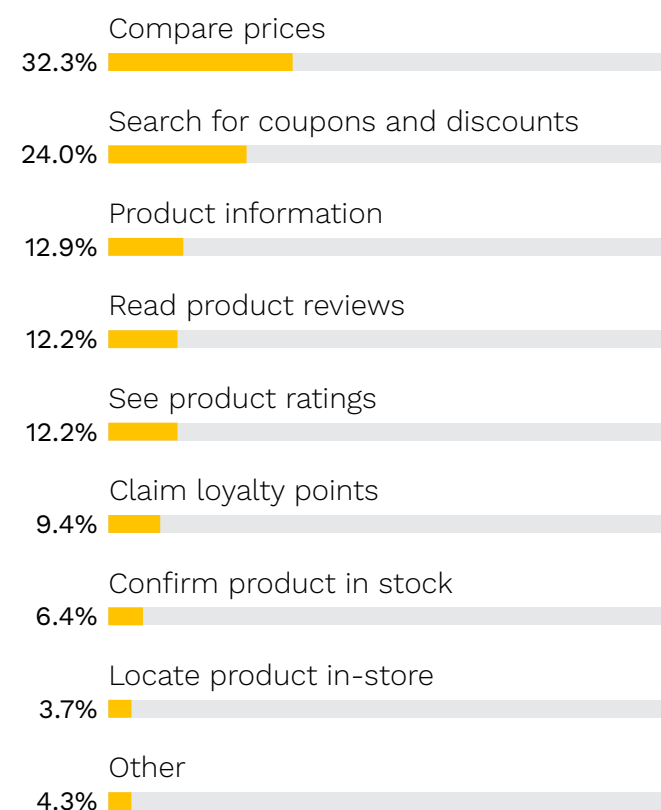 Compare prices
32.3%
Search for coupons and discounts
24.0%
Product information
12.9%
Read product reviews
12.2%
See product ratings
12.2%
Claim loyalty points
9.4%
Confirm product in stock
6.4%
Locate product in-store
3.7%
Other
4.3%